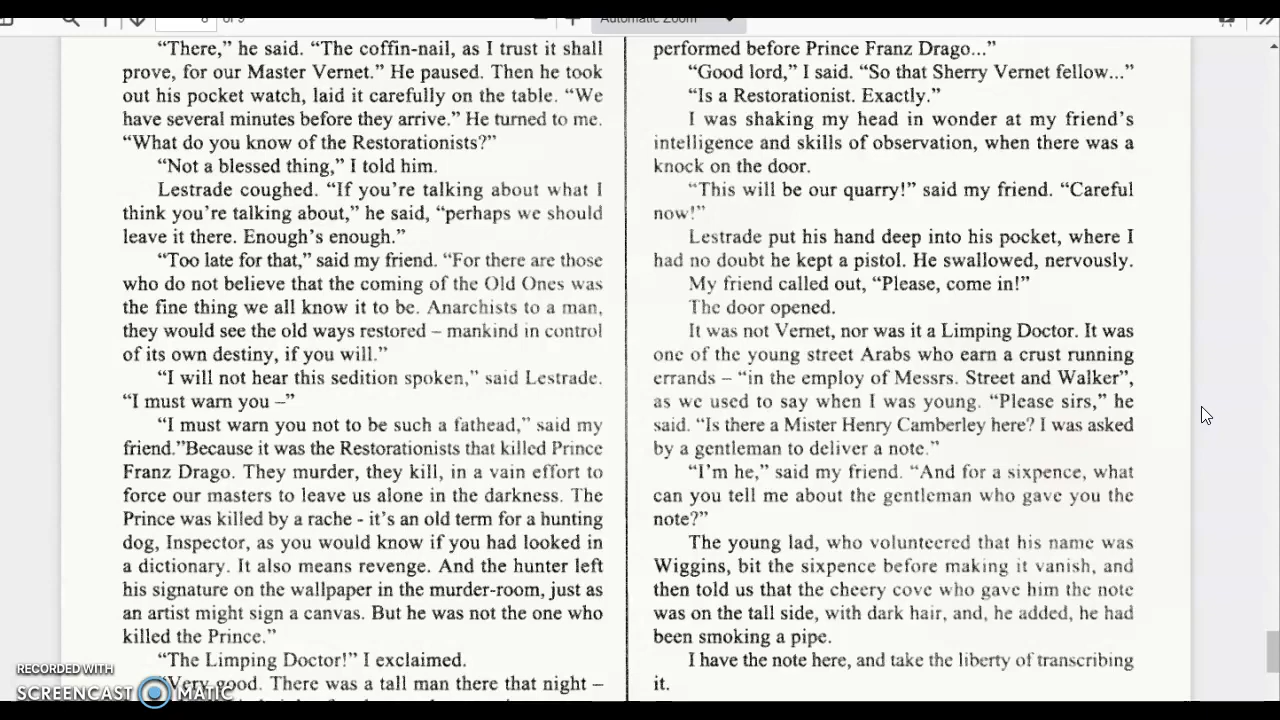 of 9
Automatic Zoom
“There,” he said. “The coffin-nail, as I trust it shall
prove, for our Master Vernet.” He paused. Then he took
out his pocket watch, laid it carefully on the table. “We
have several minutes before they arrive.” He turned to me.
“What do you know of the Restorationists?”
“Not a blessed thing,” I told him.
Lestrade coughed. “If you’re talking about what I
think you’re talking about,” he said, “perhaps we should
leave it there. Enough’s enough.”
“Too late for that,” said my friend. “For there are those
who do not believe that the coming of the Old Ones was
the fine thing we all know it to be. Anarchists to a man,
they would see the old ways restored – mankind in control
of its own destiny, if you will.”
“I will not hear this sedition spoken,” said Lestrade.
“I must warn you –”
“I must warn you not to be such a fathead,” said my
friend.”Because it was the Restorationists that killed Prince
Franz Drago. They murder, they kill, in a vain effort to
force our masters to leave us alone in the darkness. The
Prince was killed by a rache - it’s an old term for a hunting
dog, Inspector, as you would know if you had looked in
a dictionary. It also means revenge. And the hunter left
his signature on the wallpaper in the murder-room, just as
an artist might sign a canvas. But he was not the one who
killed the Prince.”
“The Limping Doctor!” I exclaimed.
“Very good. There was a tall man there that night –
performed before Prince Franz Drago...”
“Good lord,” I said. “So that Sherry Vernet fellow...”
“Is a Restorationist. Exactly.”
I was shaking my head in wonder at my friend’s
intelligence and skills of observation, when there was a
knock on the door.
“This will be our quarry!” said my friend. “Careful
now!”
Lestrade put his hand deep into his pocket, where I
had no doubt he kept a pistol. He swallowed, nervously.
My friend called out, “Please, come in!”
The door opened.
It was not Vernet, nor was it a Limping Doctor. It was
one of the young street Arabs who earn a crust running
errands – “in the employ of Messrs. Street and Walker”,
as we used to say when I was young. “Please sirs,” he
said. “Is there a Mister Henry Camberley here? I was asked
by a gentleman to deliver a note.”
“I’m he,” said my friend. “And for a sixpence, what
can you tell me about the gentleman who gave you the
note?”
The young lad, who volunteered that his name was
Wiggins, bit the sixpence before making it vanish, and
then told us that the cheery cove who gave him the note
was on the tall side, with dark hair, and, he added, he had
been smoking a pipe.
I have the note here, and take the liberty of transcribing
it.
RECORDED WITH
SCREENCAST MATIC